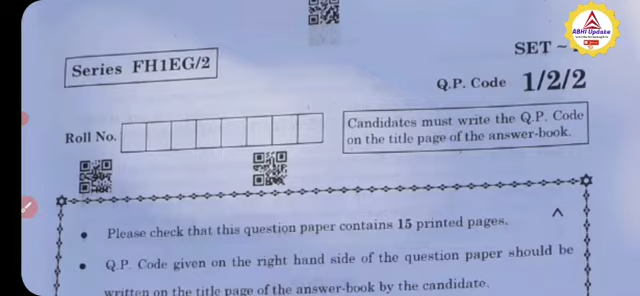 ABHI Update
SET ~
Series FH1EG/2
Q.P. Code 1/2/2
Roll No.
Candidates must write the Q.P. Code
on the title page of the answer-book.
^
• Please check that this question paper contains 15 printed pages.
• Q.P. Code given on the right hand side of the question paper should be
written on the title page of the answer-book by the candidate.